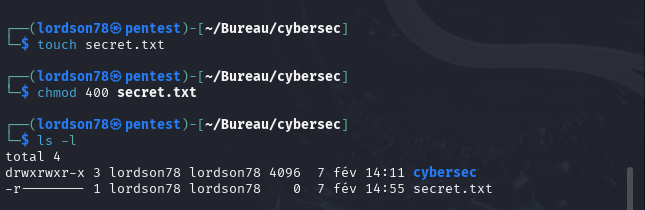 ┌──(lordson78㉿pentest)-[~/Bureau/cybersec]
└─$ touch secret.txt
┌──(lordson78㉿pentest)-[~/Bureau/cybersec]
└─$ chmod 400 secret.txt
┌──(lordson78㉿pentest)-[~/Bureau/cybersec]
└─$ ls -l
total 4
drwxrwxr-x 3 lordson78 lordson78 4096  7 fév 14:11 cybersec
-r-------- 1 lordson78 lordson78    0  7 fév 14:55 secret.txt